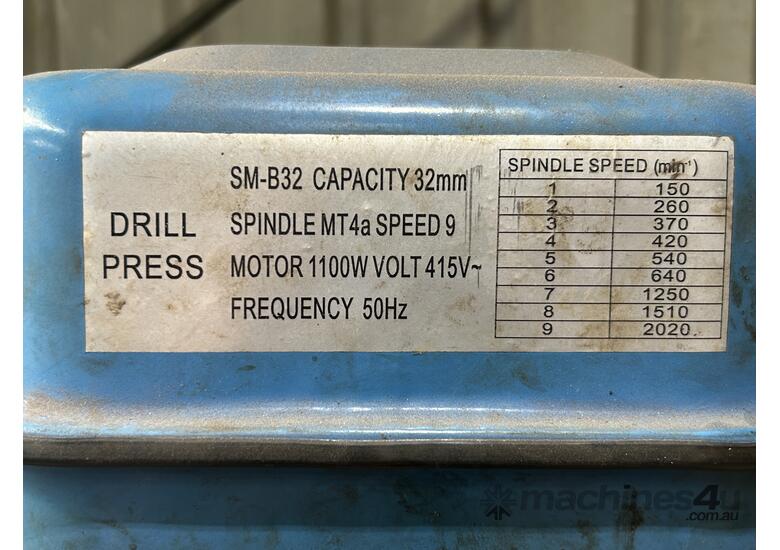 DRILL PRESS
SM-B32 CAPACITY 32mm
SPINDLE MT4a SPEED 9
MOTOR 1100W VOLT 415V~
FREQUENCY 50Hz
SPINDLE SPEED (min⁻¹)
1 150
2 260
3 370
4 420
5 540
6 640
7 1250
8 1510
9 2020
machines4u
.com.au